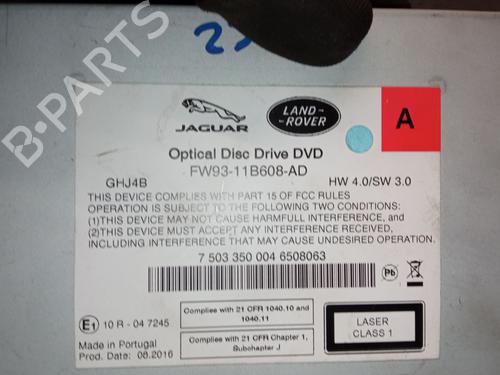 B-PARTS
JAGUAR
LAND-
ROVER
A
Optical Disc Drive DVD
FW93-11B608-AD
GHJ4B
HW 4.0/SW 3.0
THIS DEVICE COMPLIES WITH PART 15 OF FCC RULES
OPERATION IS SUBJECT TO THE FOLLOWING TWO CONDITIONS:
(1)THIS DEVICE MAY NOT CAUSE HARMFULL INTERFERENCE, and
(2)THIS DEVICE MUST ACCEPT ANY INTERFERENCE RECEIVED,
INCLUDING INTERFERENCE THAT MAY CAUSE UNDESIRED OPERATION.
7 503 350 004 6508063
Pb
E1 10 R - 04 7245
Made in Portugal
Prod. Date: 08.2016
Complies with 21 CFR 1040.10 and
1040.11
Complies with 21 CFR Chapter 1,
Subchapter J
LASER
CLASS 1